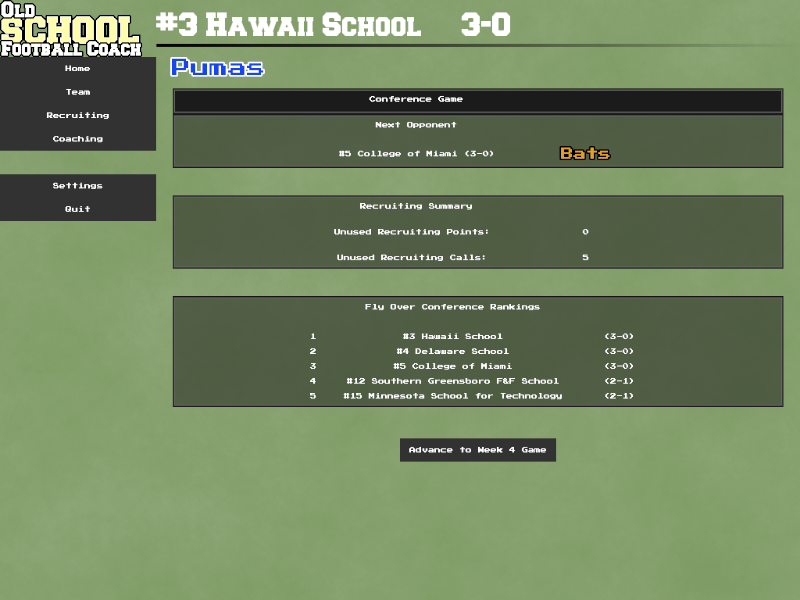 Old
SCHOOL
Football Coach
#3 Hawaii School 3-0
Pumas
Home
Team
Recruiting
Coaching
Settings
Quit
Conference Game
Next Opponent
#5 College of Miami (3-0) Bats
Recruiting Summary
Unused Recruiting Points: 0
Unused Recruiting Calls: 5
Fly Over Conference Rankings
1 #3 Hawaii School (3-0)
2 #4 Delaware School (3-0)
3 #5 College of Miami (3-0)
4 #12 Southern Greensboro F&F School (2-1)
5 #15 Minnesota School for Technology (2-1)
Advance to Week 4 Game